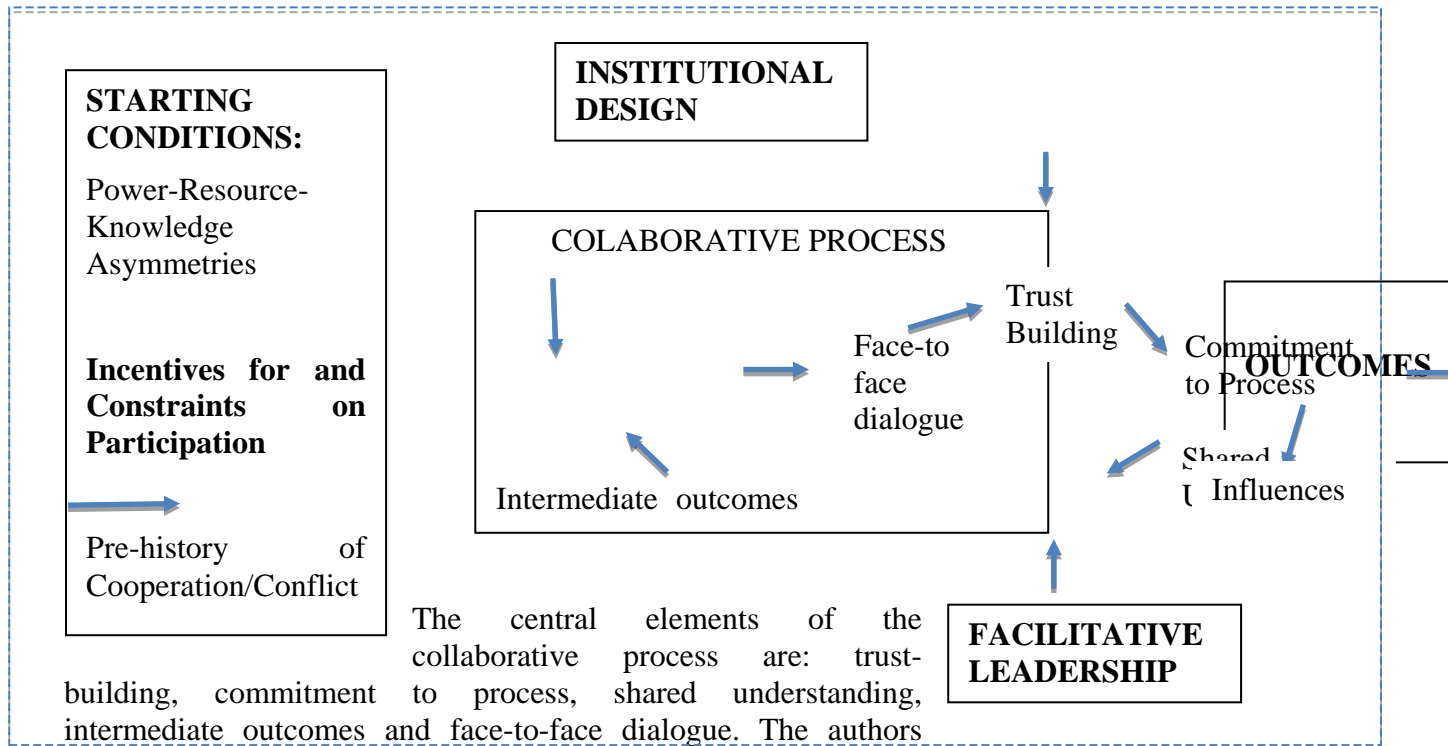 STARTING
CONDITIONS:
Power-Resource-
Knowledge
Asymmetries
Incentives for and
Constraints on
Participation
Pre-history of
Cooperation/Conflict
INSTITUTIONAL
DESIGN
COLABORATIVE PROCESS
Face-to
face
dialogue
Trust
Building
Commitment
to Process
Shared
OUTCOMES
Influences
Intermediate outcomes
FACILITATIVE
LEADERSHIP
The central elements of the
collaborative process are: trust-
building, commitment to process, shared understanding,
intermediate outcomes and face-to-face dialogue. The authors